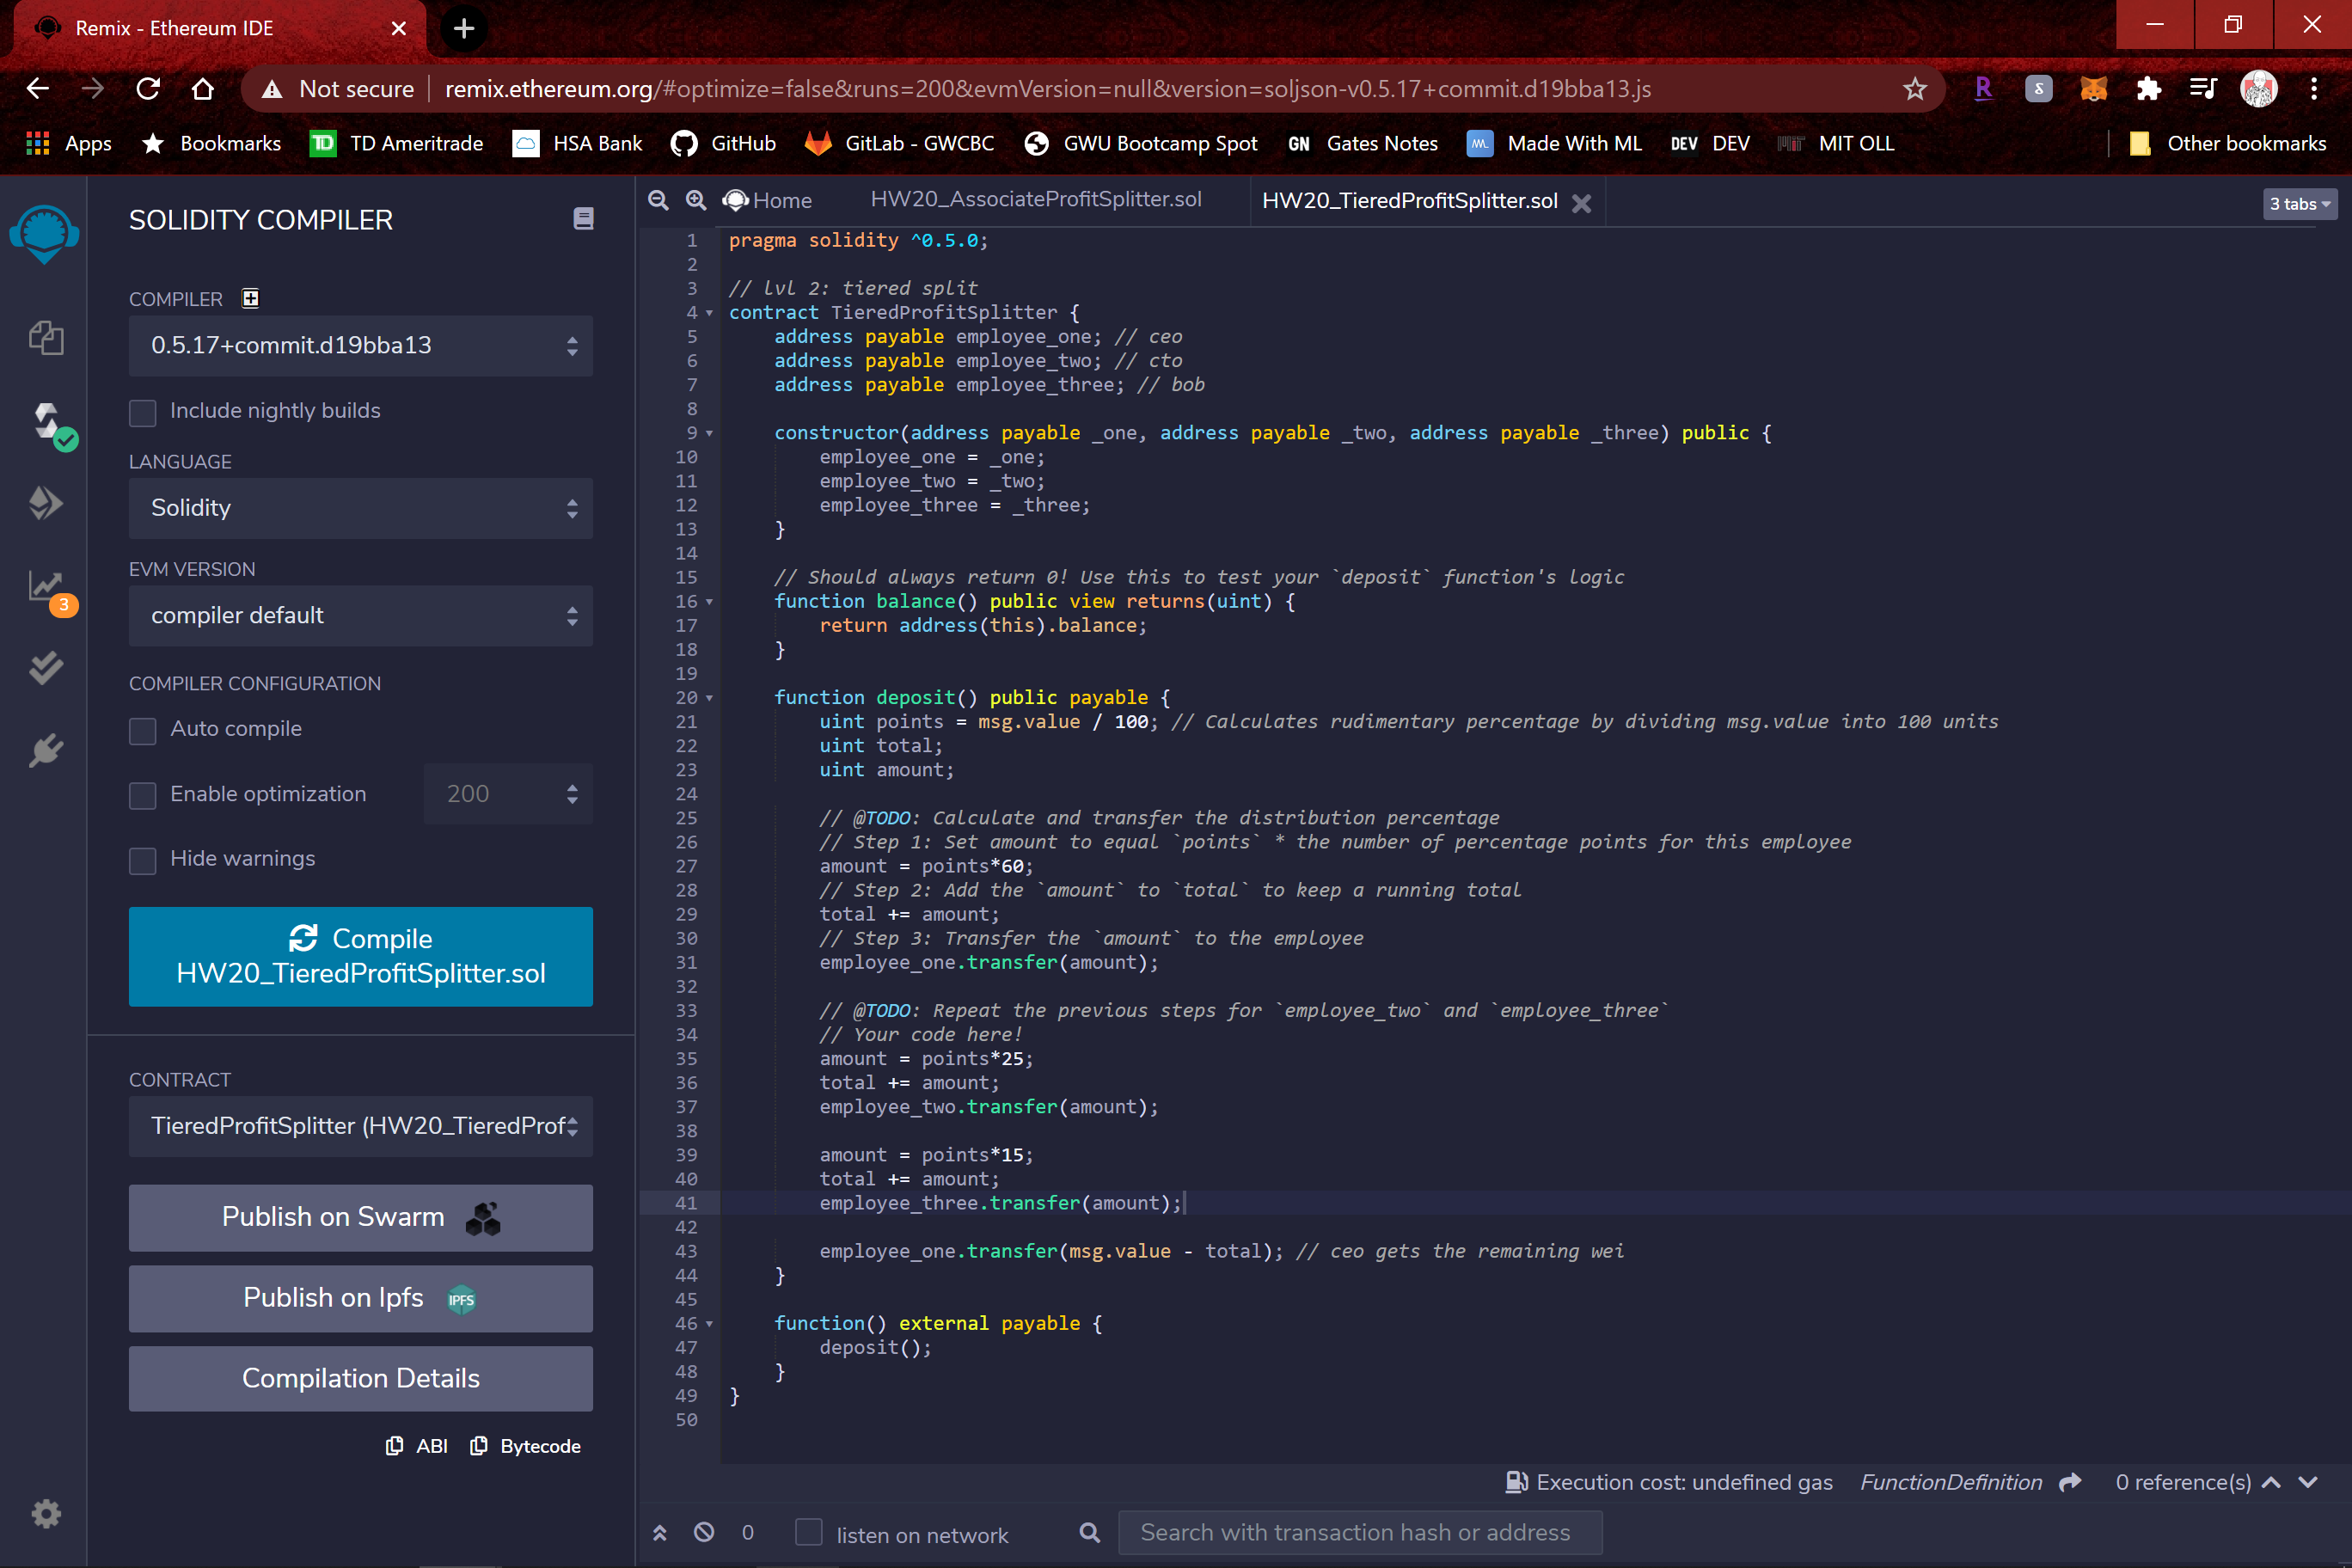 Remix - Ethereum IDE
Not secure remix.ethereum.org/#optimize=false&runs=200&evmVersion=null&version=soljson-v0.5.17+commit.d19bba13.js
R
Apps Bookmarks TD TD Ameritrade HSA Bank GitHub GitLab - GWCBC GWU Bootcamp Spot GN Gates Notes ML Made With ML DEV DEV MIT MIT OLL Other bookmarks
SOLIDITY COMPILER
COMPILER
0.5.17+commit.d19bba13
Include nightly builds
LANGUAGE
Solidity
EVM VERSION
compiler default
3
COMPILER CONFIGURATION
Auto compile
Enable optimization 200
Hide warnings
Compile
HW20_TieredProfitSplitter.sol
CONTRACT
TieredProfitSplitter (HW20_TieredProf
Publish on Swarm
Publish on Ipfs IPFS
Compilation Details
ABI Bytecode
Home HW20_AssociateProfitSplitter.sol HW20_TieredProfitSplitter.sol 3 tabs
1 pragma solidity ^0.5.0;
2
3 // lvl 2: tiered split
4 contract TieredProfitSplitter {
5 address payable employee_one; // ceo
6 address payable employee_two; // cto
7 address payable employee_three; // bob
8
9 constructor(address payable _one, address payable _two, address payable _three) public {
10 employee_one = _one;
11 employee_two = _two;
12 employee_three = _three;
13 }
14
15 // Should always return 0! Use this to test your `deposit` function's logic
16 function balance() public view returns(uint) {
17 return address(this).balance;
18 }
19
20 function deposit() public payable {
21 uint points = msg.value / 100; // Calculates rudimentary percentage by dividing msg.value into 100 units
22 uint total;
23 uint amount;
24
25 // @TODO: Calculate and transfer the distribution percentage
26 // Step 1: Set amount to equal `points` * the number of percentage points for this employee
27 amount = points*60;
28 // Step 2: Add the `amount` to `total` to keep a running total
29 total += amount;
30 // Step 3: Transfer the `amount` to the employee
31 employee_one.transfer(amount);
32
33 // @TODO: Repeat the previous steps for `employee_two` and `employee_three`
34 // Your code here!
35 amount = points*25;
36 total += amount;
37 employee_two.transfer(amount);
38
39 amount = points*15;
40 total += amount;
41 employee_three.transfer(amount);
42
43 employee_one.transfer(msg.value - total); // ceo gets the remaining wei
44 }
45
46 function() external payable {
47 deposit();
48 }
49 }
50
Execution cost: undefined gas FunctionDefinition 0 reference(s)
0 listen on network Search with transaction hash or address